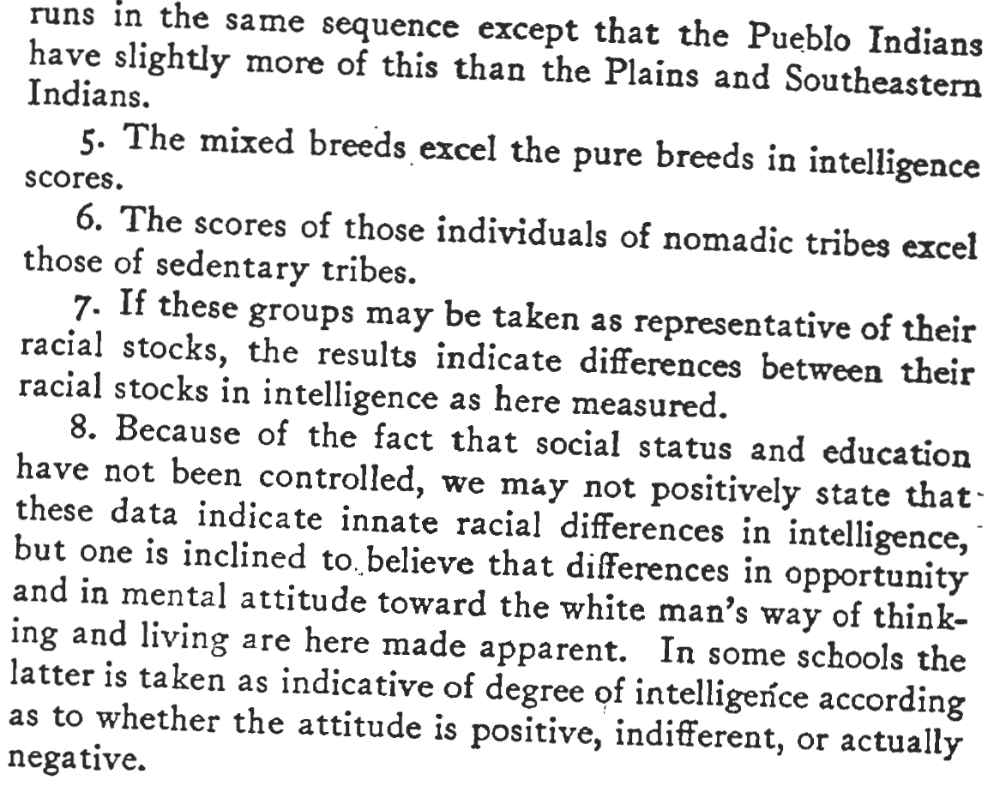 runs in the same sequence except that the Pueblo Indians
have slightly more of this than the Plains and Southeastern
Indians.
5. The mixed breeds excel the pure breeds in intelligence
scores.
6. The scores of those individuals of nomadic tribes excel
those of sedentary tribes.
7. If these groups may be taken as representative of their
racial stocks, the results indicate differences between their
racial stocks in intelligence as here measured.
8. Because of the fact that social status and education
have not been controlled, we may not positively state that
these data indicate innate racial differences in intelligence,
but one is inclined to believe that differences in opportunity
and in mental attitude toward the white man's way of think-
ing and living are here made apparent. In some schools the
latter is taken as indicative of degree of intelligence according
as to whether the attitude is positive, indifferent, or actually
negative.